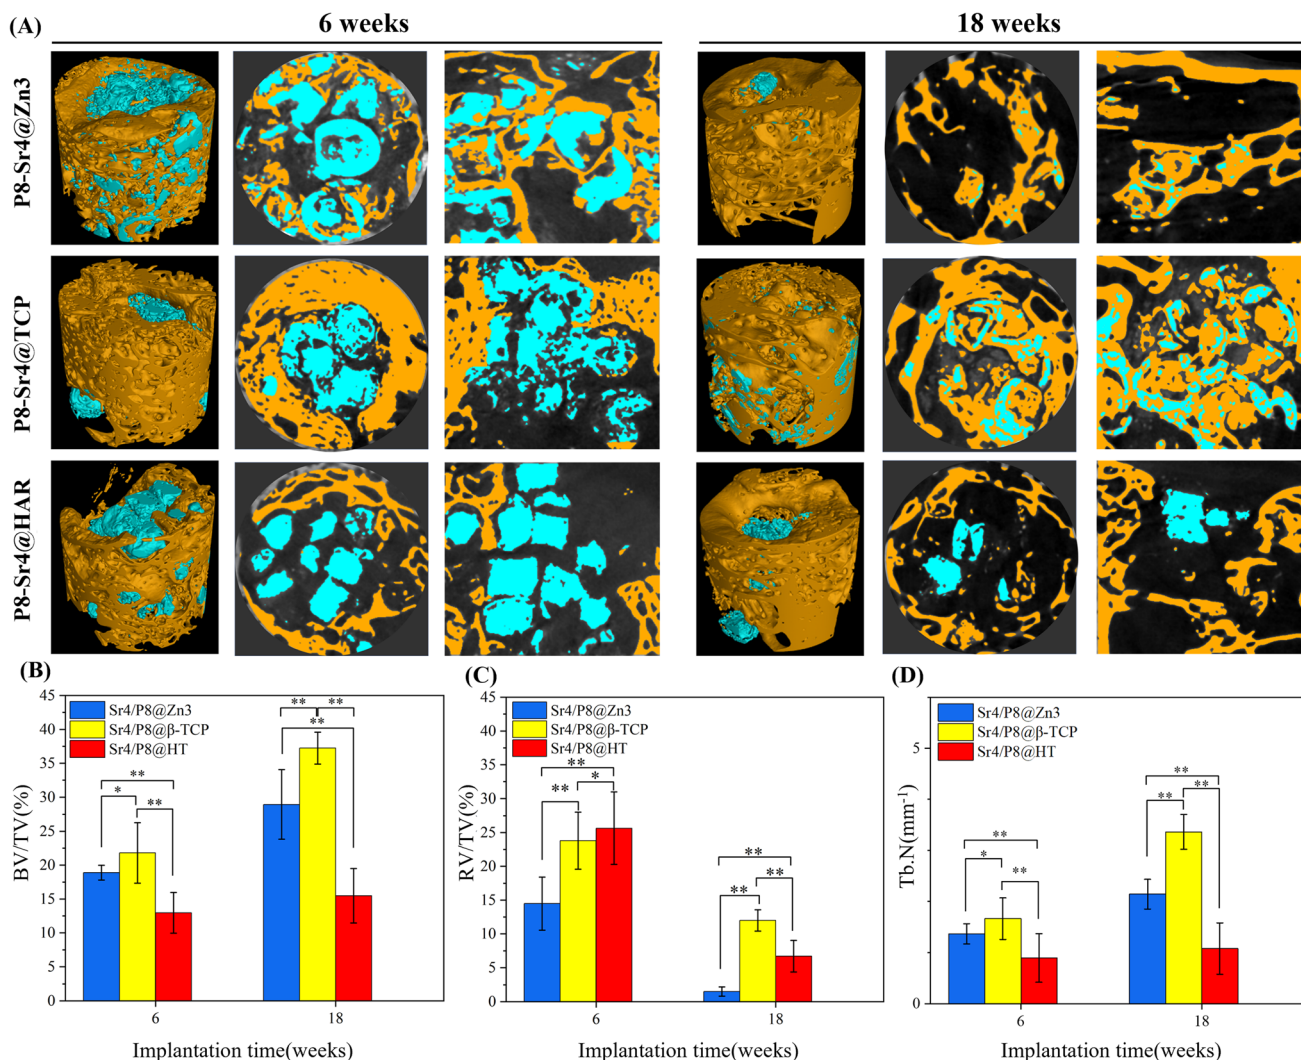 (A)
6 weeks
18 weeks
P8-Sr4@Zn3
P8-Sr4@TCP
P8-Sr4@HAR
(B)
45
40
35
30
25
20
15
10
5
0
BV/TV(%)
Sr4/P8@Zn3
Sr4/P8@β-TCP
Sr4/P8@HT
**
*
**
**
**
**
6
18
Implantation time(weeks)
(C)
45
40
35
30
25
20
15
10
5
0
RV/TV(%)
Sr4/P8@Zn3
Sr4/P8@β-TCP
Sr4/P8@HT
**
**
*
**
**
**
6
18
Implantation time(weeks)
(D)
5
0
Tb.N(mm⁻¹)
Sr4/P8@Zn3
Sr4/P8@β-TCP
Sr4/P8@HT
**
*
**
**
**
**
6
18
Implantation time(weeks)